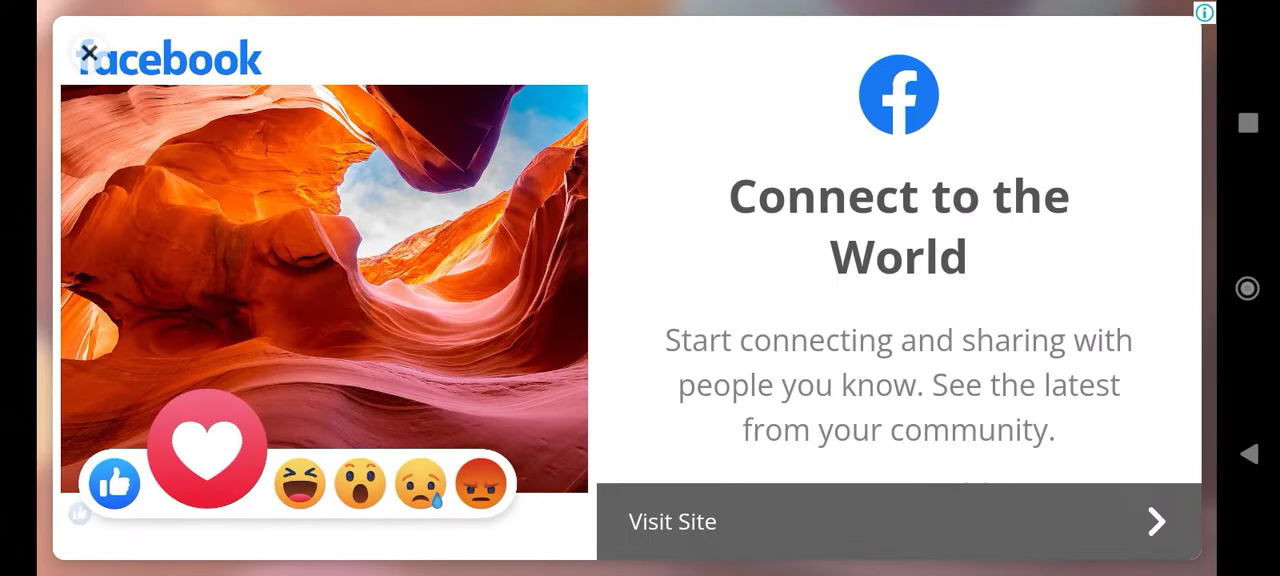 facebook
Connect to the
World
Start connecting and sharing with
people you know. See the latest
from your community.
Visit Site